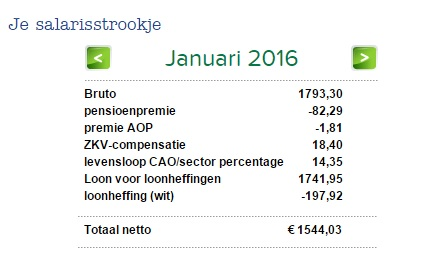 Je salarisstrookje
< Januari 2016 >
Bruto 1793,30
pensioenpremie -82,29
premie AOP -1,81
ZKV-compensatie 18,40
levensloop CAO/sector percentage 14,35
Loon voor loonheffingen 1741,95
loonheffing (wit) -197,92
Totaal netto € 1544,03